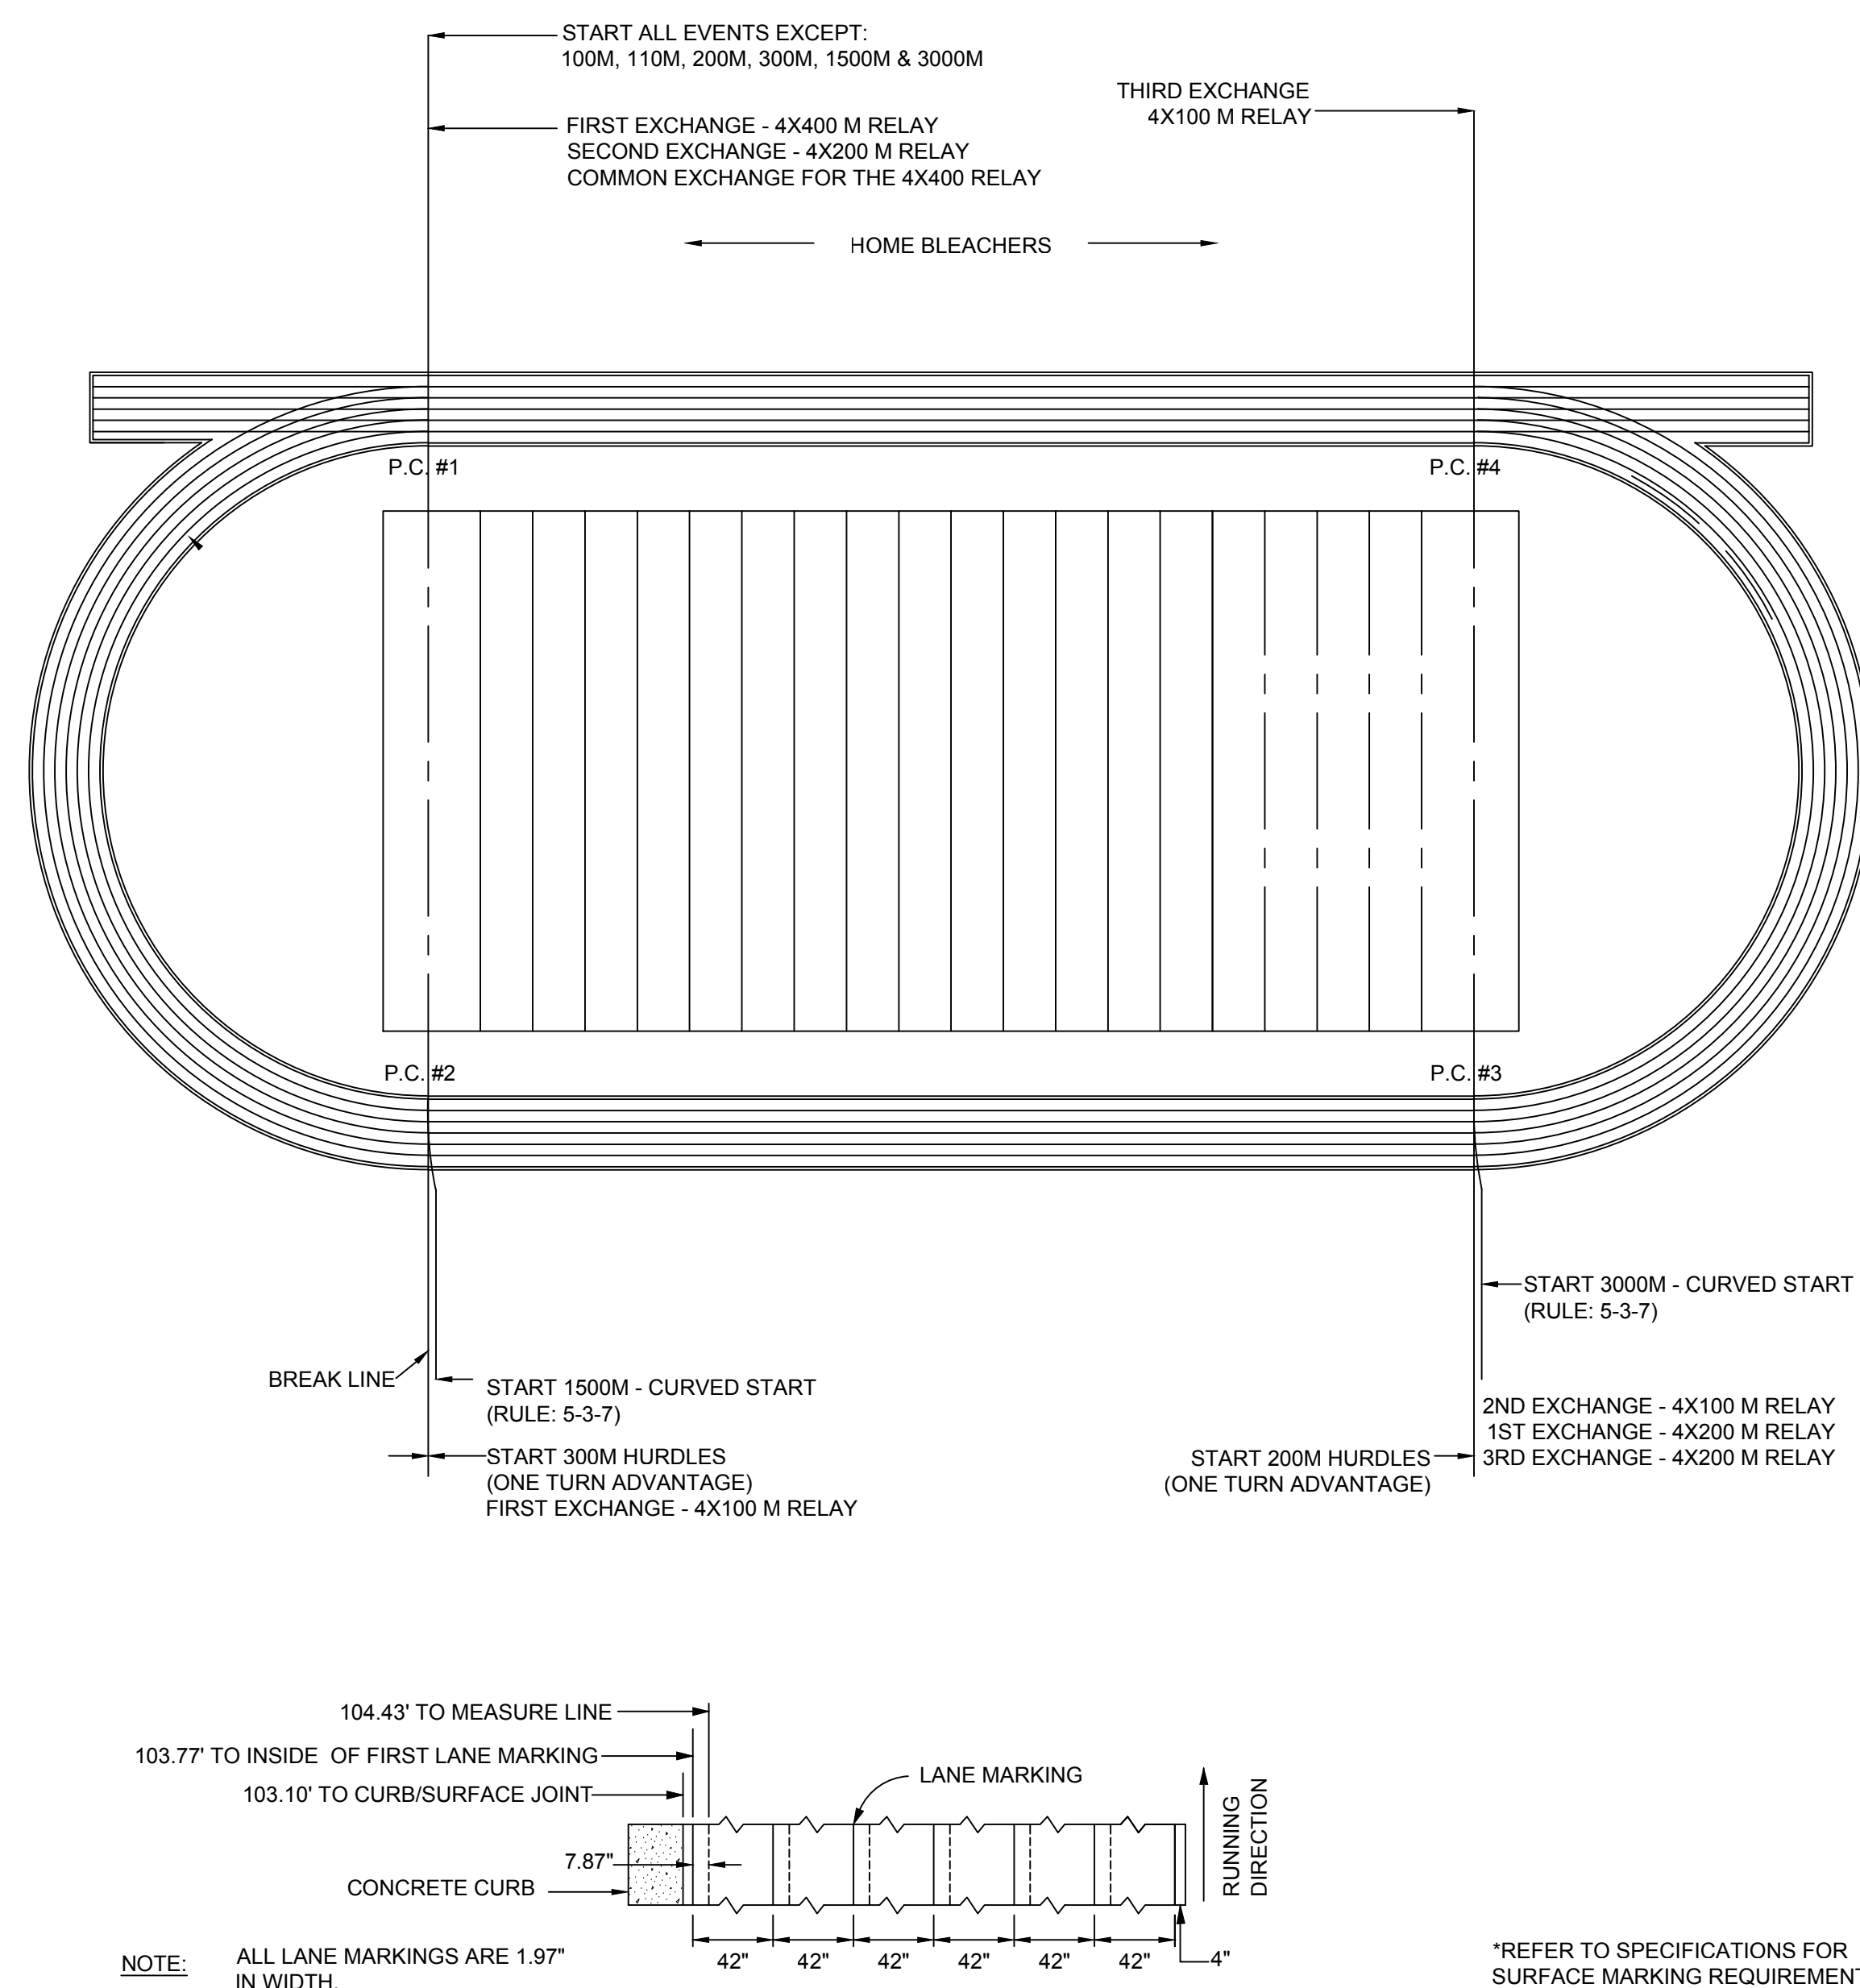 START ALL EVENTS EXCEPT:
100M, 110M, 200M, 300M, 1500M & 3000M
THIRD EXCHANGE
4X100 M RELAY
FIRST EXCHANGE - 4X400 M RELAY
SECOND EXCHANGE - 4X200 M RELAY
COMMON EXCHANGE FOR THE 4X400 RELAY
HOME BLEACHERS
P.C. #1
P.C. #4
P.C. #2
P.C. #3
START 3000M - CURVED START
(RULE: 5-3-7)
BREAK LINE
START 1500M - CURVED START
(RULE: 5-3-7)
2ND EXCHANGE - 4X100 M RELAY
1ST EXCHANGE - 4X200 M RELAY
3RD EXCHANGE - 4X200 M RELAY
START 300M HURDLES
(ONE TURN ADVANTAGE)
FIRST EXCHANGE - 4X100 M RELAY
START 200M HURDLES
(ONE TURN ADVANTAGE)
104.43' TO MEASURE LINE
103.77' TO INSIDE OF FIRST LANE MARKING
103.10' TO CURB/SURFACE JOINT
LANE MARKING
RUNNING
DIRECTION
7.87"
CONCRETE CURB
42" 42" 42" 42" 42" 42" 4"
NOTE: ALL LANE MARKINGS ARE 1.97"
IN WIDTH.
*REFER TO SPECIFICATIONS FOR
SURFACE MARKING REQUIREMENT